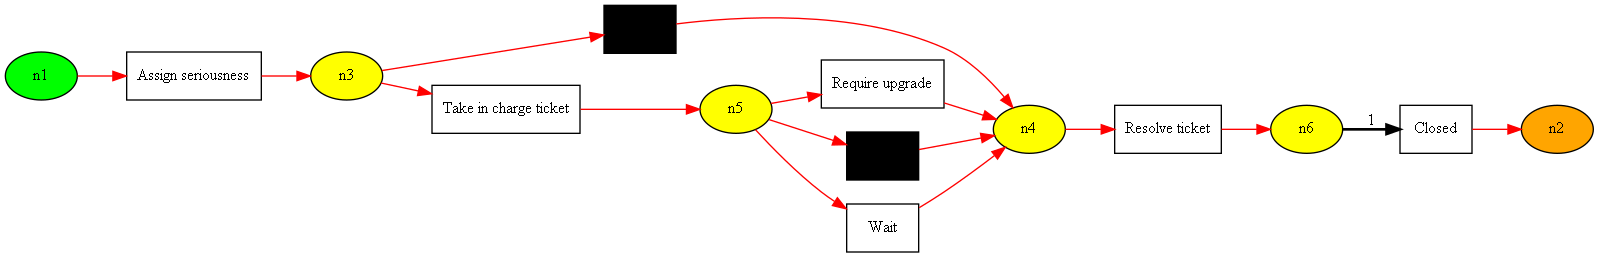 n1
Assign seriousness
n3
Take in charge ticket
n5
Require upgrade
Wait
n4
Resolve ticket
n6
1
Closed
n2